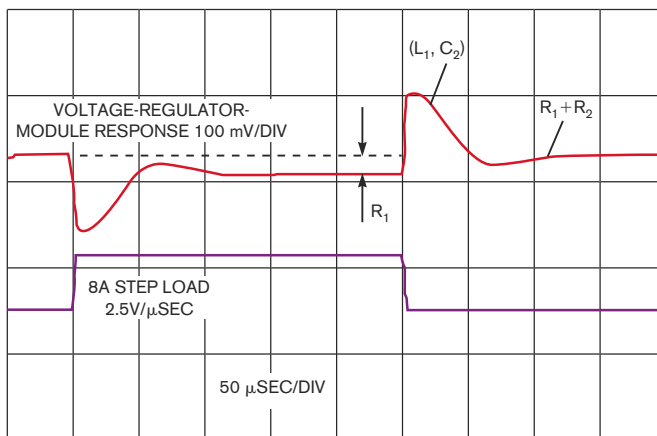 (L₁, C₂)
VOLTAGE-REGULATOR-
MODULE RESPONSE 100 mV/DIV
R₁+R₂
R₁
8A STEP LOAD
2.5V/μSEC
50 μSEC/DIV